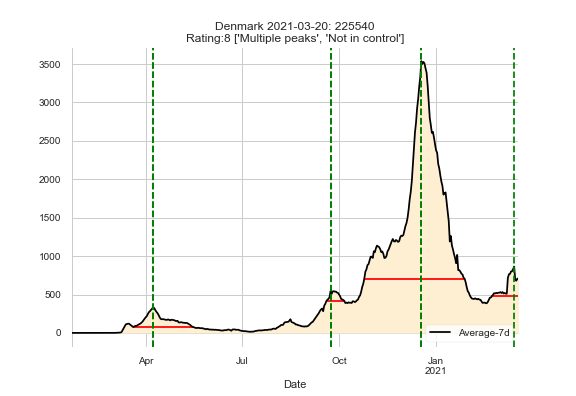 Denmark 2021-03-20: 225540
Rating:8 ['Multiple peaks', 'Not in control']
3500
3000
2500
2000
1500
1000
500
0
Average-7d
Apr
Jul
Oct
Jan
2021
Date